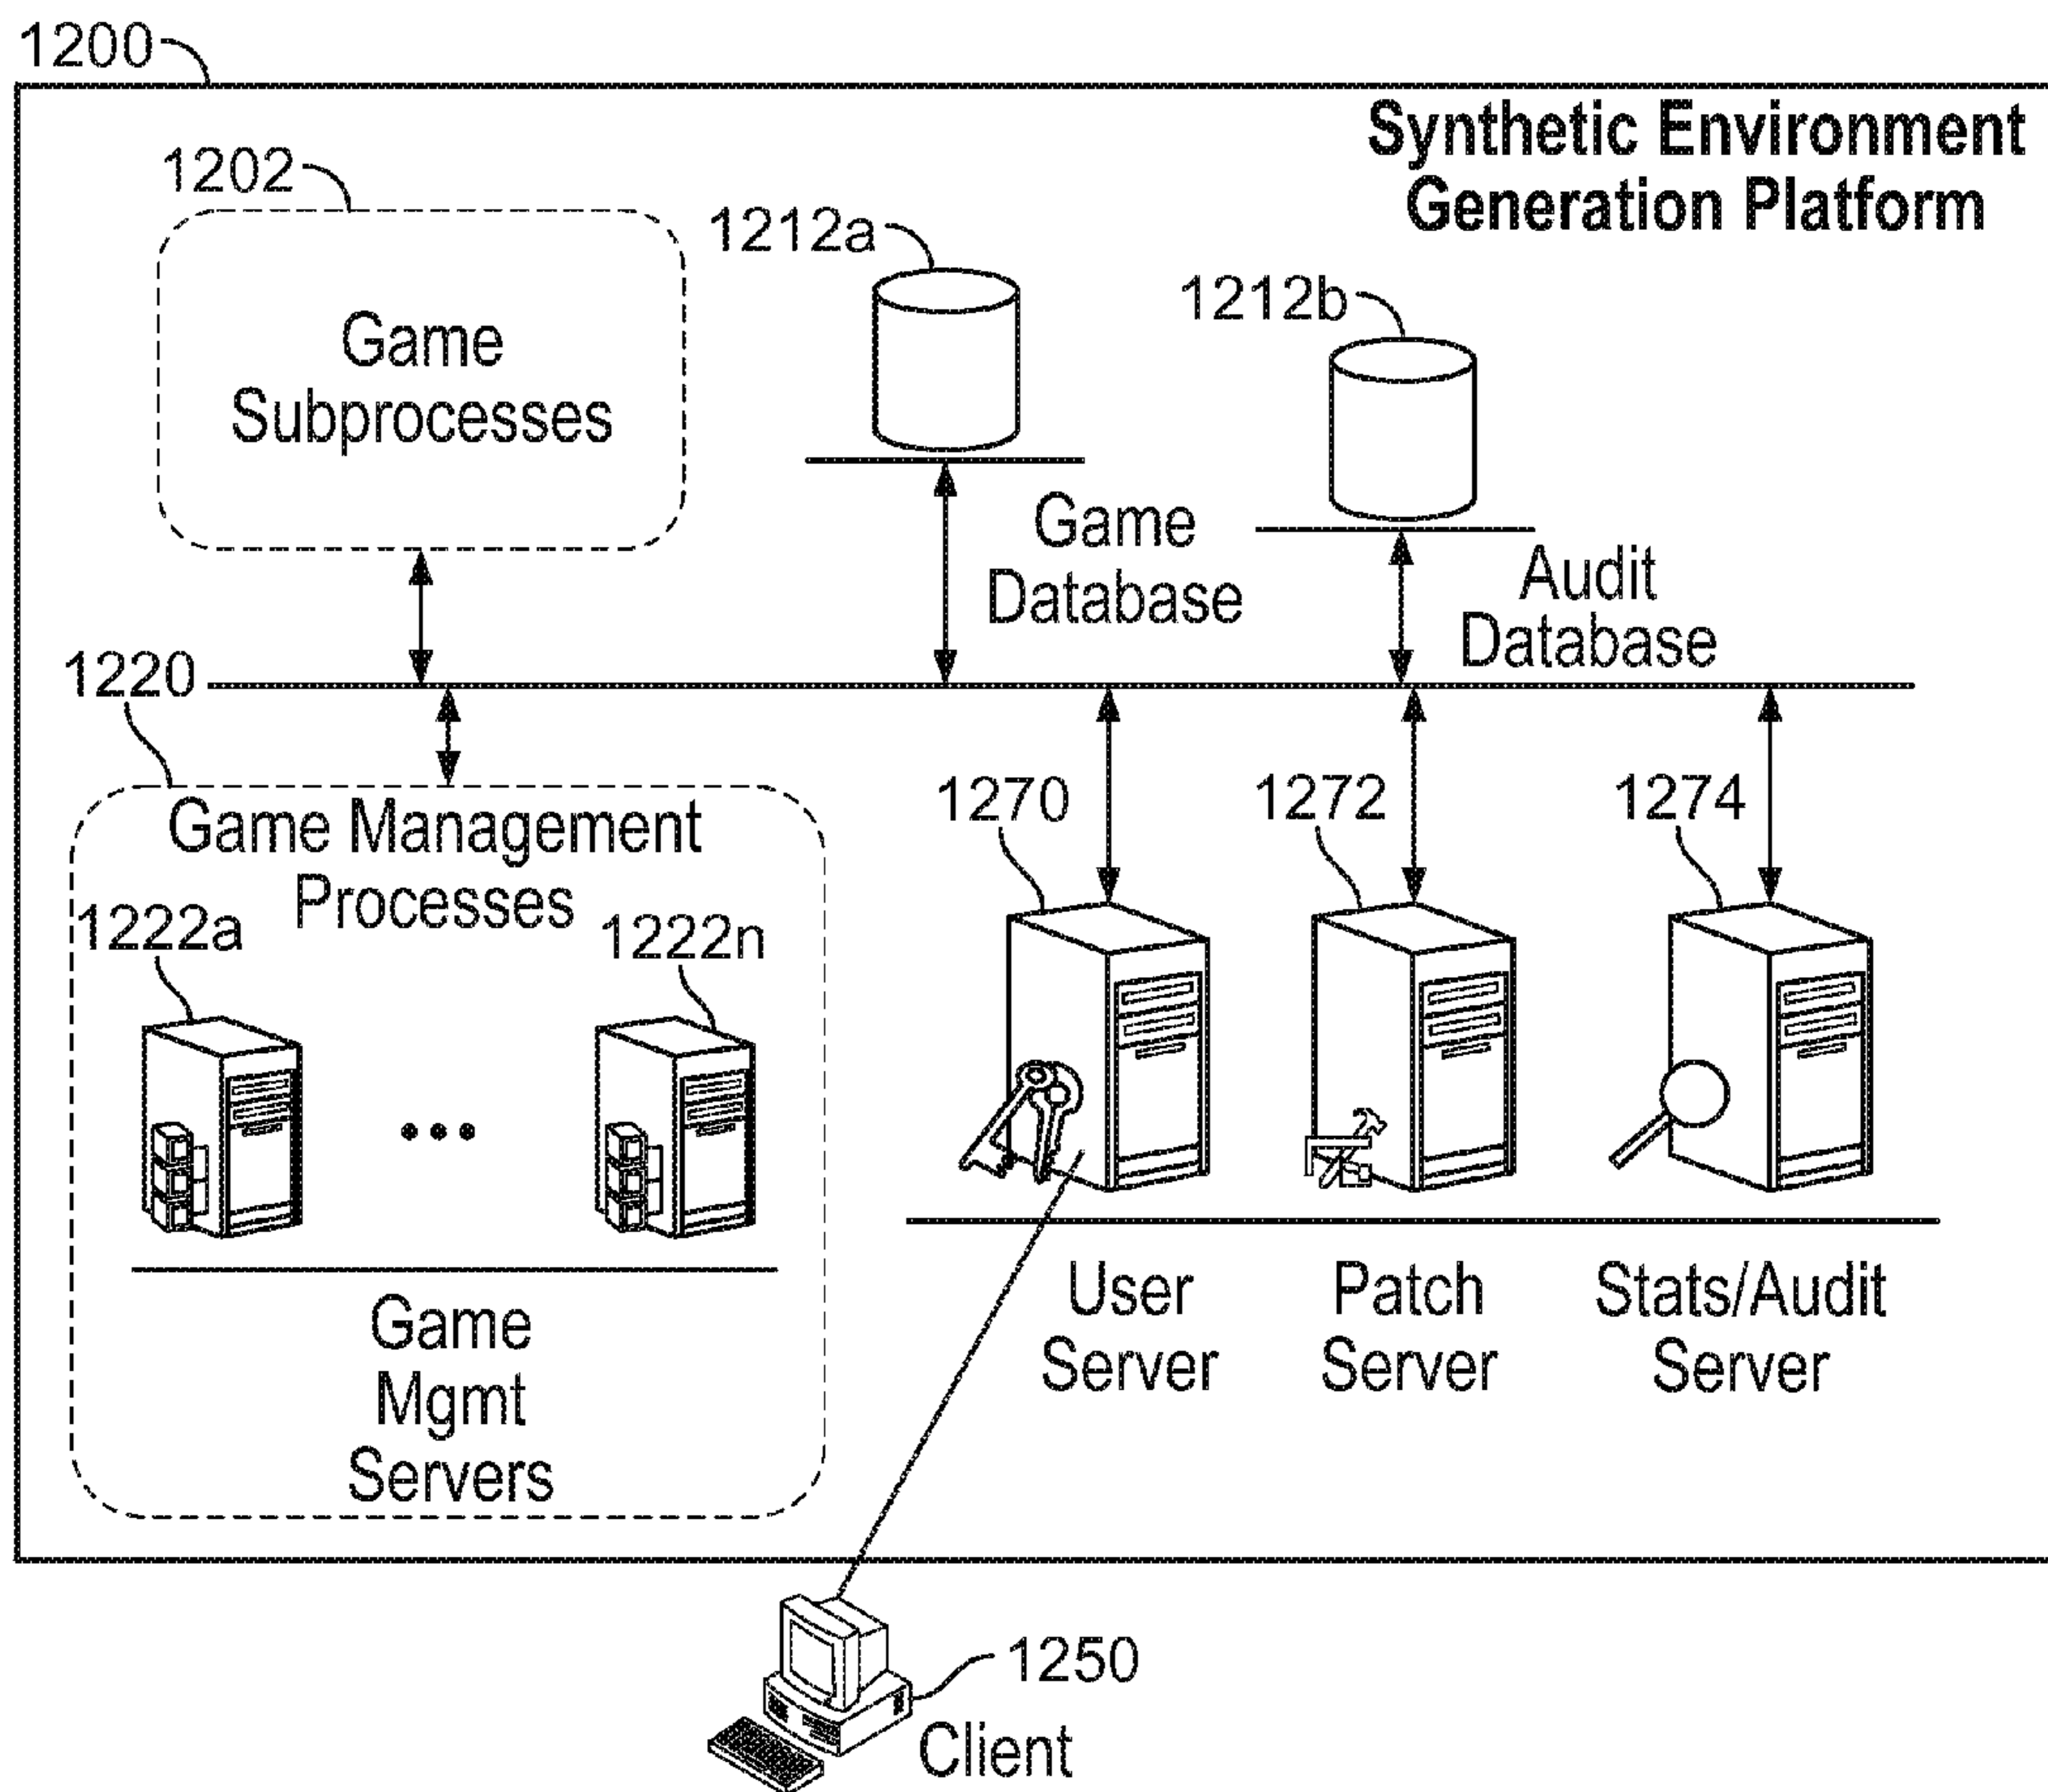 1200
Synthetic Environment
Generation Platform
1202
1212a
1212b
Game
Subprocesses
Game
Database
Audit
Database
1220
Game Management
Processes
1222a
1222n
1270
1272
1274
Game
Mgmt
Servers
User
Server
Patch
Server
Stats/Audit
Server
1250
Client